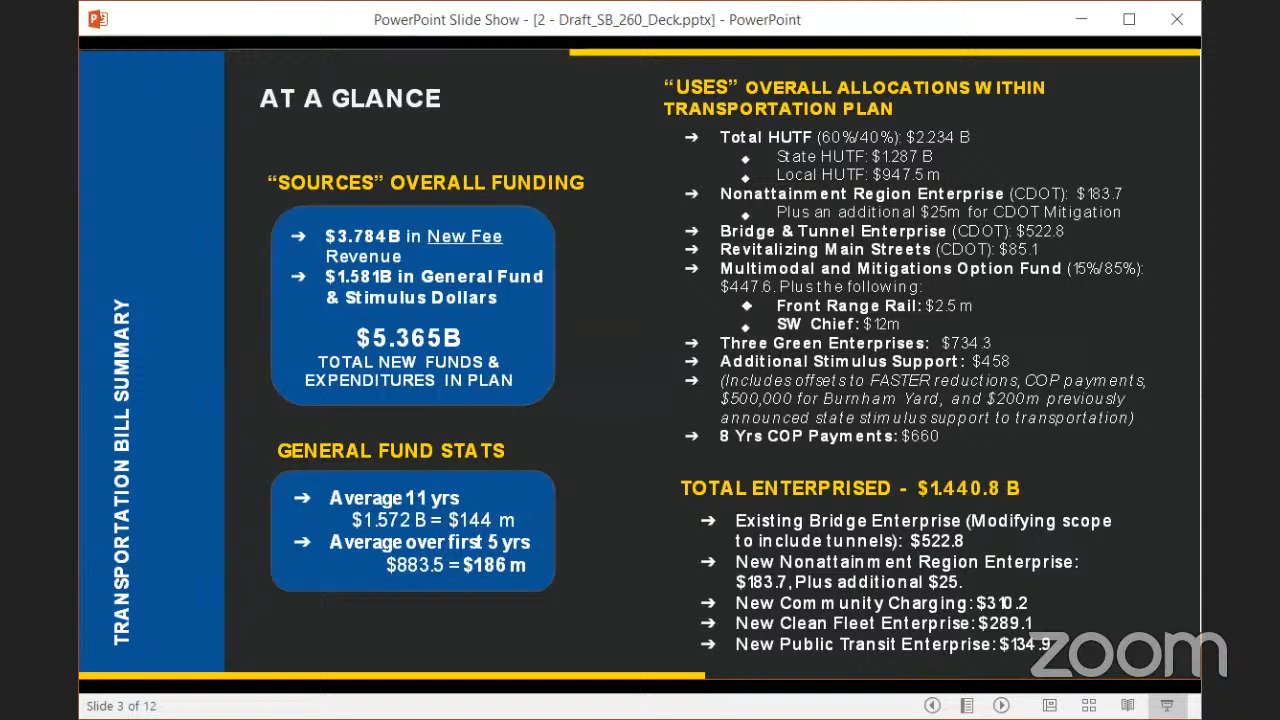 PowerPoint Slide Show - [2 - Draft_SB_260_Deck.pptx] - PowerPoint
TRANSPORTATION BILL SUMMARY
AT A GLANCE
“SOURCES” OVERALL FUNDING
➔ $3.784B in New Fee
Revenue
➔ $1.581B in General Fund
& Stimulus Dollars
$5.365B
TOTAL NEW FUNDS &
EXPENDITURES IN PLAN
GENERAL FUND STATS
➔ Average 11 yrs
$1.572 B = $144 m
➔ Average over first 5 yrs
$883.5 = $186 m
“USES” OVERALL ALLOCATIONS WITHIN
TRANSPORTATION PLAN
➔ Total HUTF (60%/40%): $2.234 B
◆ State HUTF: $1.287 B
◆ Local HUTF: $947.5 m
➔ Nonattainment Region Enterprise (CDOT): $183.7
◆ Plus an additional $25m for CDOT Mitigation
➔ Bridge & Tunnel Enterprise (CDOT): $522.8
➔ Revitalizing Main Streets (CDOT): $85.1
➔ Multimodal and Mitigations Option Fund (15%/85%):
$447.6. Plus the following:
◆ Front Range Rail: $2.5 m
◆ SW Chief: $12m
➔ Three Green Enterprises: $734.3
➔ Additional Stimulus Support: $458
➔ (Includes offsets to FASTER reductions, COP payments,
$500,000 for Burnham Yard, and $200m previously
announced state stimulus support to transportation)
➔ 8 Yrs COP Payments: $660
TOTAL ENTERPRISED - $1.440.8 B
➔ Existing Bridge Enterprise (Modifying scope
to include tunnels): $522.8
➔ New Nonattainment Region Enterprise:
$183.7, Plus additional $25.
➔ New Community Charging: $310.2
➔ New Clean Fleet Enterprise: $289.1
➔ New Public Transit Enterprise: $134.9
zoom
Slide 3 of 12